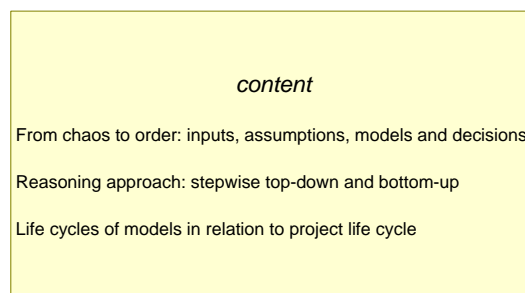 content
From chaos to order: inputs, assumptions, models and decisions
Reasoning approach: stepwise top-down and bottom-up
Life cycles of models in relation to project life cycle